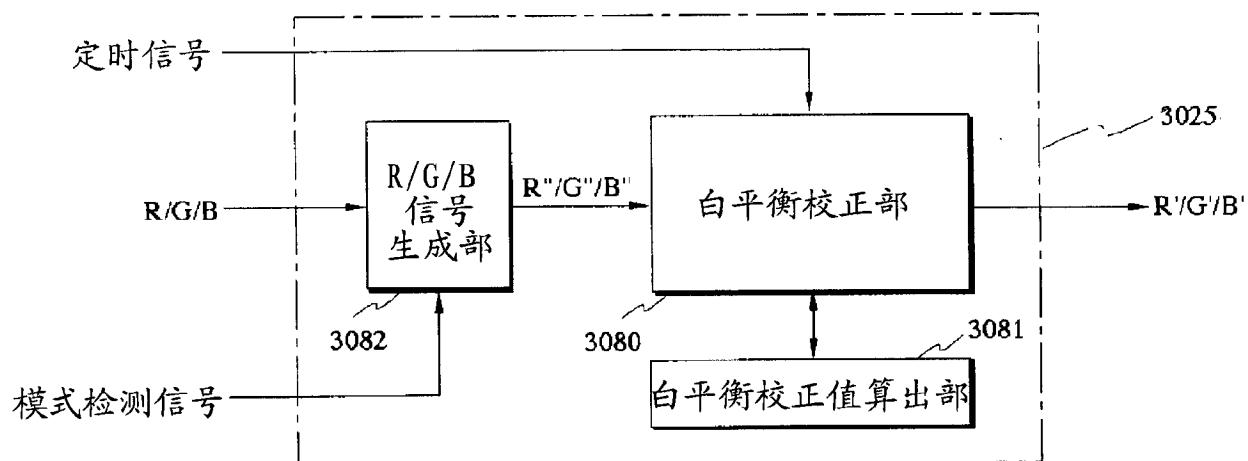 定时信号
3025
R/G/B
R/G/B
信号
生成部
R"/G"/B"
白平衡校正部
R'/G'/B'
3082
3080
3081
模式检测信号
白平衡校正值算出部